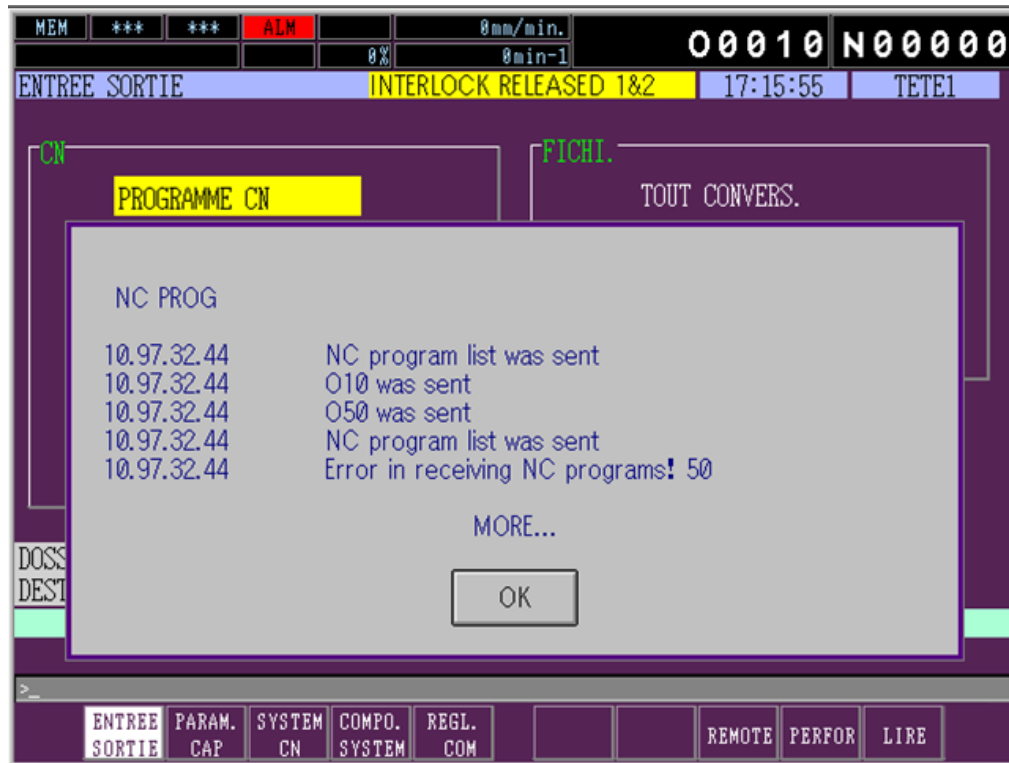 MEM *** *** ALM 0mm/min. O0010 N00000
0% 0min-1
ENTREE SORTIE INTERLOCK RELEASED 1&2 17:15:55 TETE1
CN FICHI.
PROGRAMME CN TOUT CONVERS.
NC PROG
10.97.32.44 NC program list was sent
10.97.32.44 O10 was sent
10.97.32.44 O50 was sent
10.97.32.44 NC program list was sent
10.97.32.44 Error in receiving NC programs! 50
MORE...
DOSS
DEST
OK
>_
ENTREE PARAM. SYSTEM COMPO. REGL. REMOTE PERFOR LIRE
SORTIE CAP CN SYSTEM COM